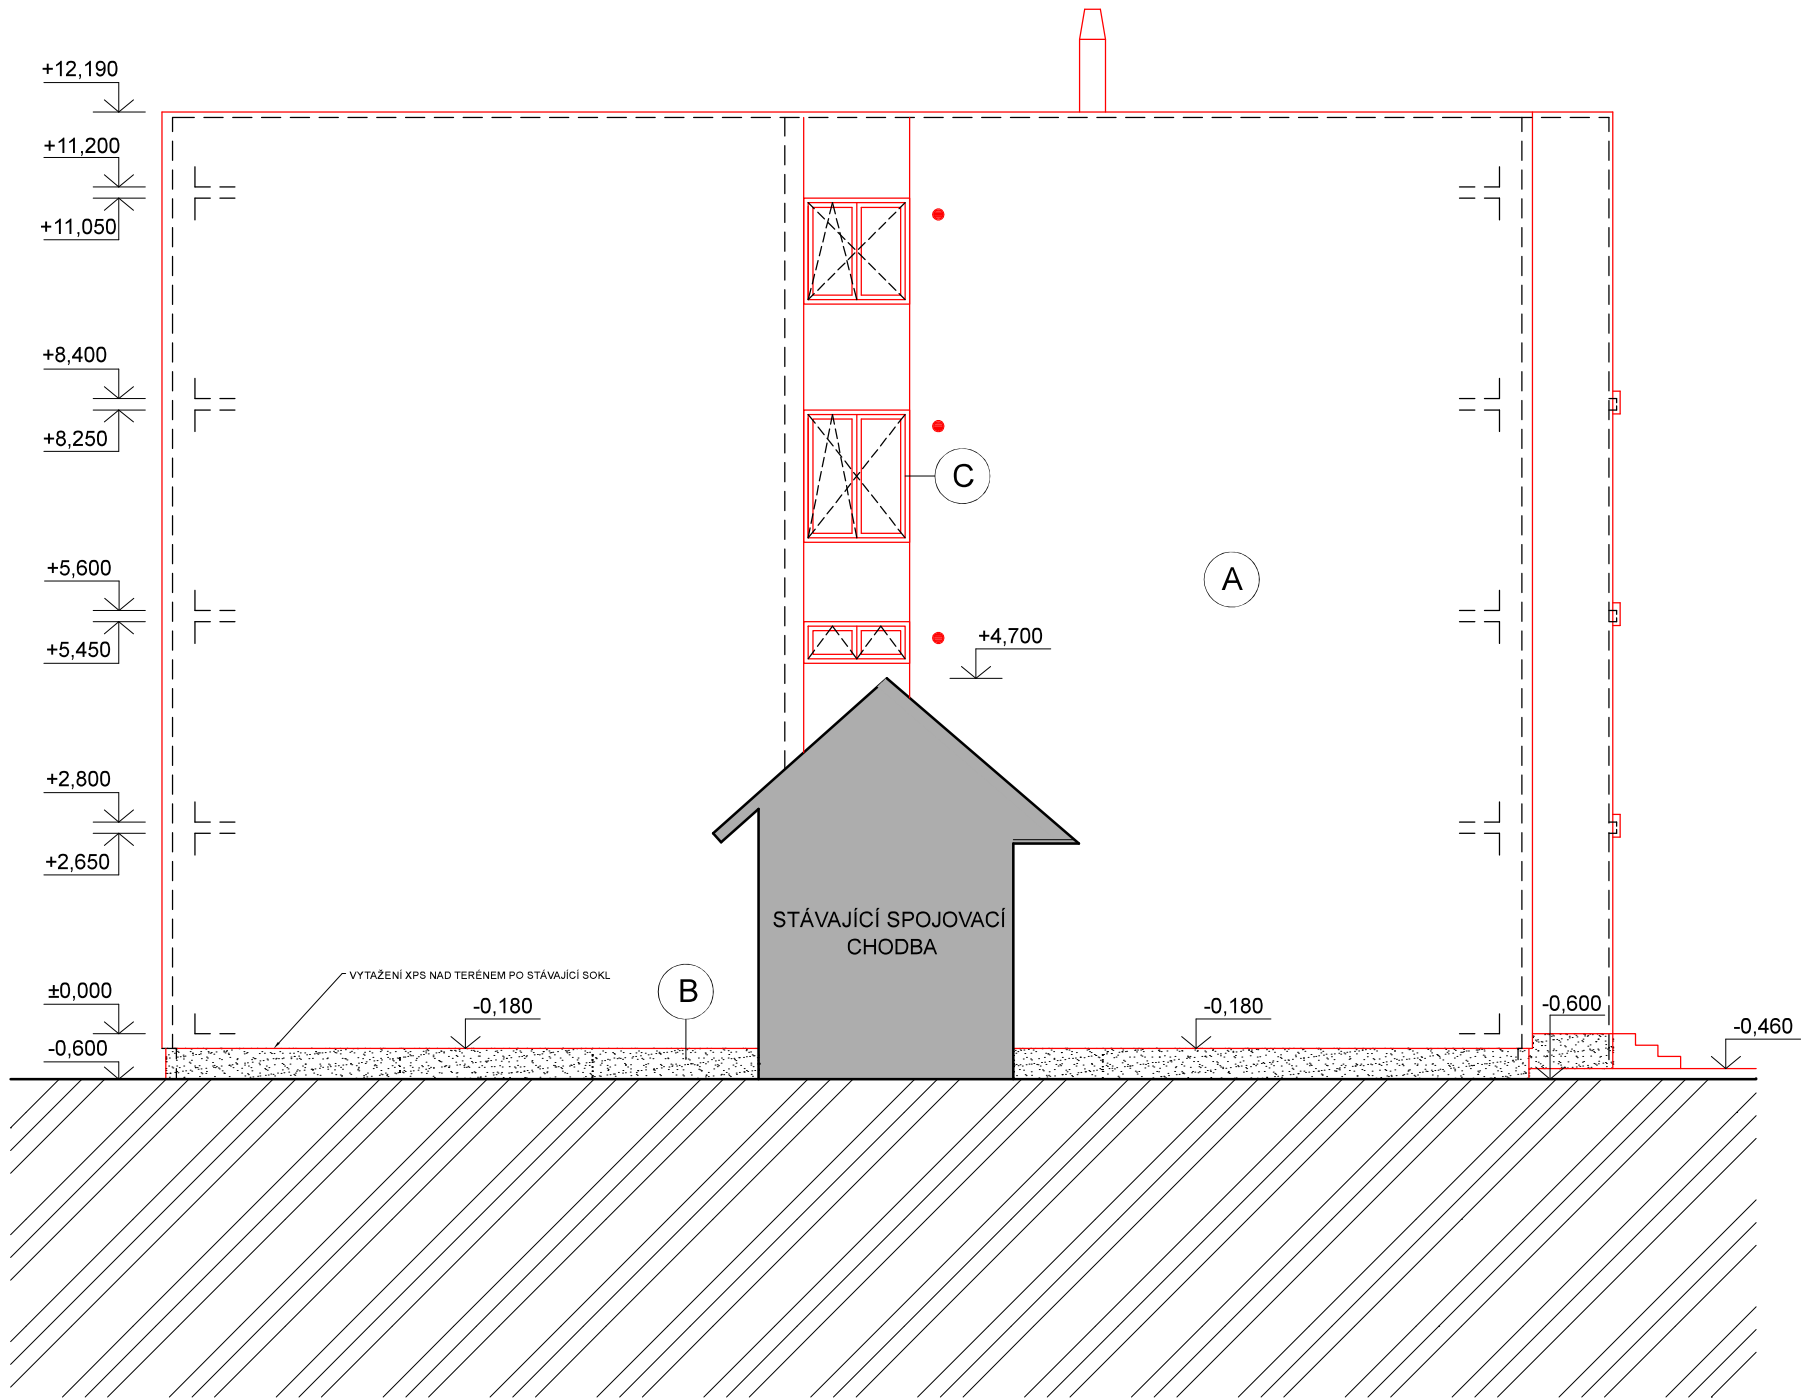 +12,190
+11,200
+11,050
+8,400
+8,250
C
A
+5,600
+5,450
+4,700
+2,800
+2,650
STÁVAJÍCÍ SPOJOVACÍ
CHODBA
VYTAŽENÍ XPS NAD TERÉNEM PO STÁVAJÍCÍ SOKL
B
±0,000
-0,180
-0,180
-0,600
-0,460
-0,600